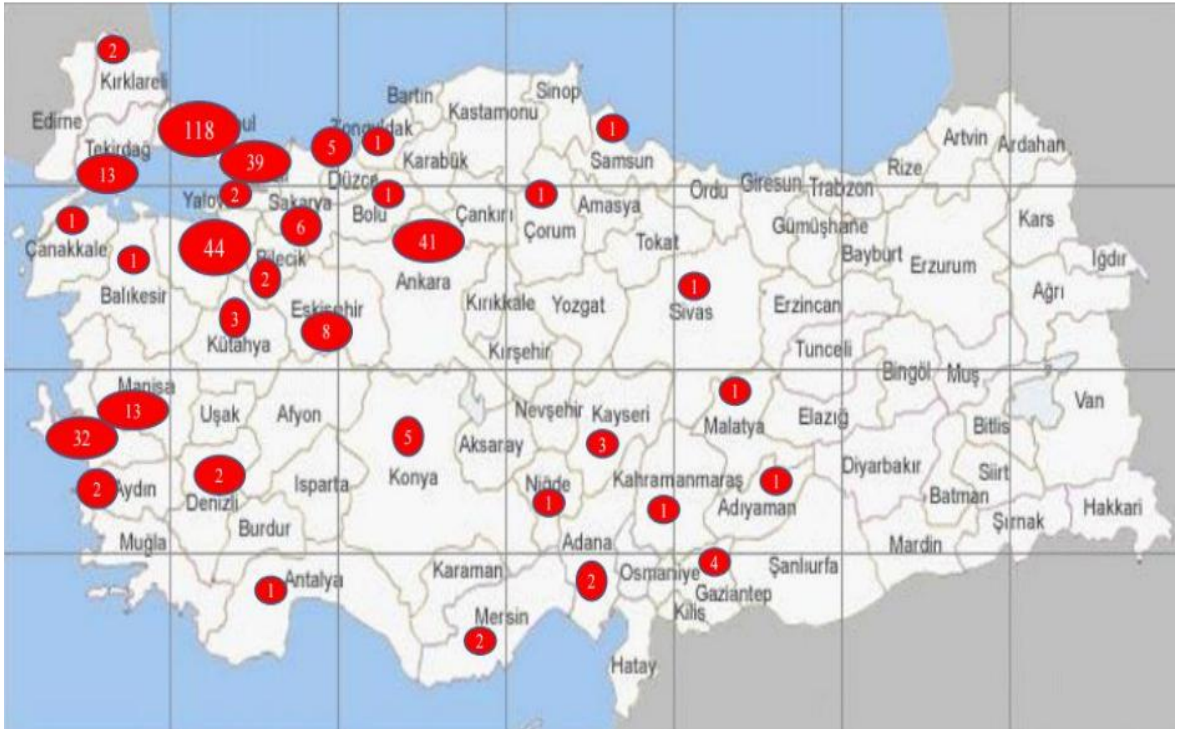 2
Kırklareli
Edirne
118
ul
Tekirdağ
13
39
5
Zonguldak
1
Bartın
Kastamonu
Sinop
1
Samsun
Karabük
Düzce
Artvin
Ardahan
Rize
Ordu
Giresun
Trabzon
2
Yalova
Sakarya
6
Bolu
1
Çankırı
1
Çorum
Amasya
Tokat
Gümüşhane
Bayburt
Erzurum
Kars
Iğdır
Ağrı
1
Çanakkale
1
Balıkesir
44
Bilecik
2
41
Ankara
3
Kütahya
Eskişehir
8
Kırıkkale
Yozgat
Kırşehir
1
Sivas
Erzincan
Tunceli
Bingöl
Muş
Van
Bitlis
Manisa
13
32
Uşak
Afyon
5
Konya
Aksaray
Nevşehir
Kayseri
3
1
Malatya
Elazığ
Diyarbakır
Siirt
Batman
Şırnak
Hakkari
Mardin
2
Aydın
2
Denizli
Isparta
Burdur
Muğla
Niğde
1
Kahramanmaraş
1
1
Adıyaman
Adana
2
Osmaniye
4
Gaziantep
Şanlıurfa
Kilis
1
Antalya
Karaman
Mersin
2
Hatay